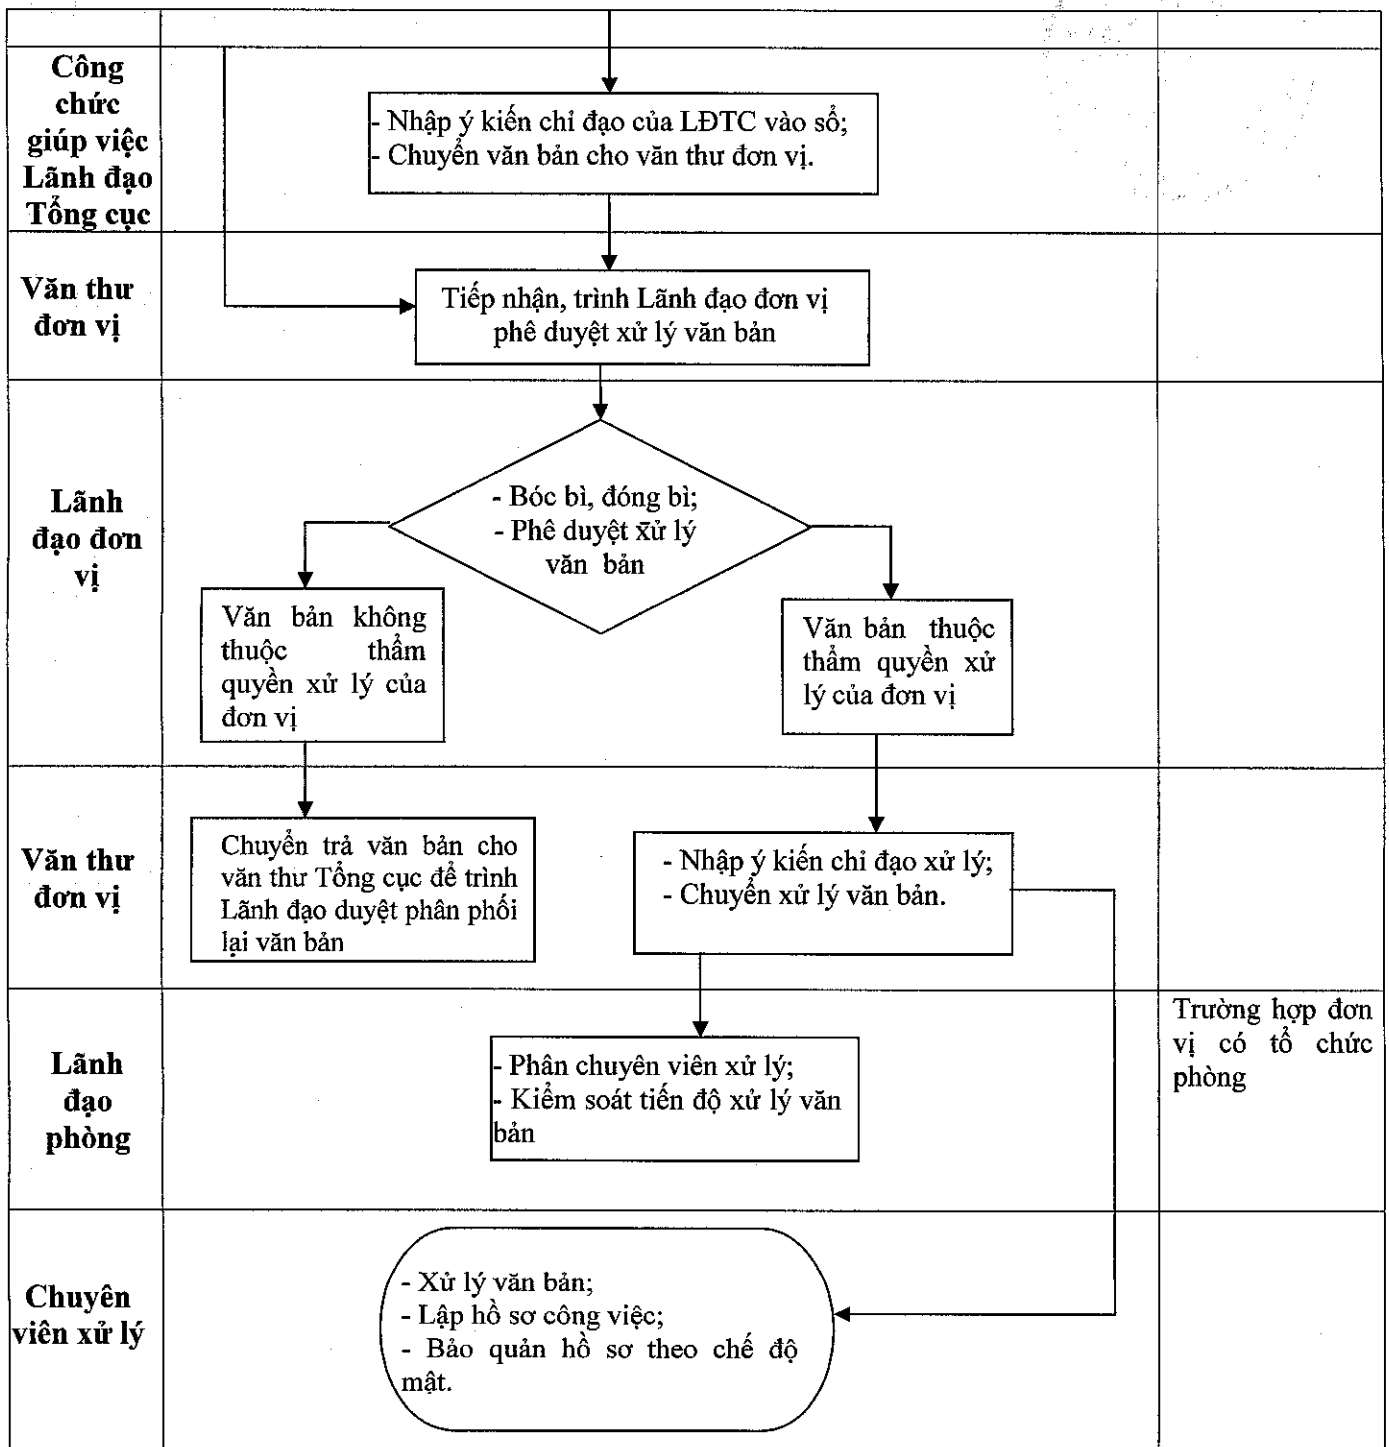 Công
chức
giúp việc
Lãnh đạo
Tổng cục
- Nhập ý kiến chỉ đạo của LĐTC vào sổ;
- Chuyển văn bản cho văn thư đơn vị.
Văn thư
đơn vị
Tiếp nhận, trình Lãnh đạo đơn vị
phê duyệt xử lý văn bản
Lãnh
đạo đơn
vị
- Bóc bì, đóng bì;
- Phê duyệt xử lý
văn bản
Văn bản không
thuộc thẩm
quyền xử lý của
đơn vị
Văn bản thuộc
thẩm quyền xử
lý của đơn vị
Văn thư
đơn vị
Chuyển trả văn bản cho
văn thư Tổng cục để trình
Lãnh đạo duyệt phân phối
lại văn bản
- Nhập ý kiến chỉ đạo xử lý;
- Chuyển xử lý văn bản.
Lãnh
đạo
phòng
- Phân chuyên viên xử lý;
- Kiểm soát tiến độ xử lý văn
bản
Trường hợp đơn
vị có tổ chức
phòng
Chuyên
viên xử lý
- Xử lý văn bản;
- Lập hồ sơ công việc;
- Bảo quản hồ sơ theo chế độ
mật.